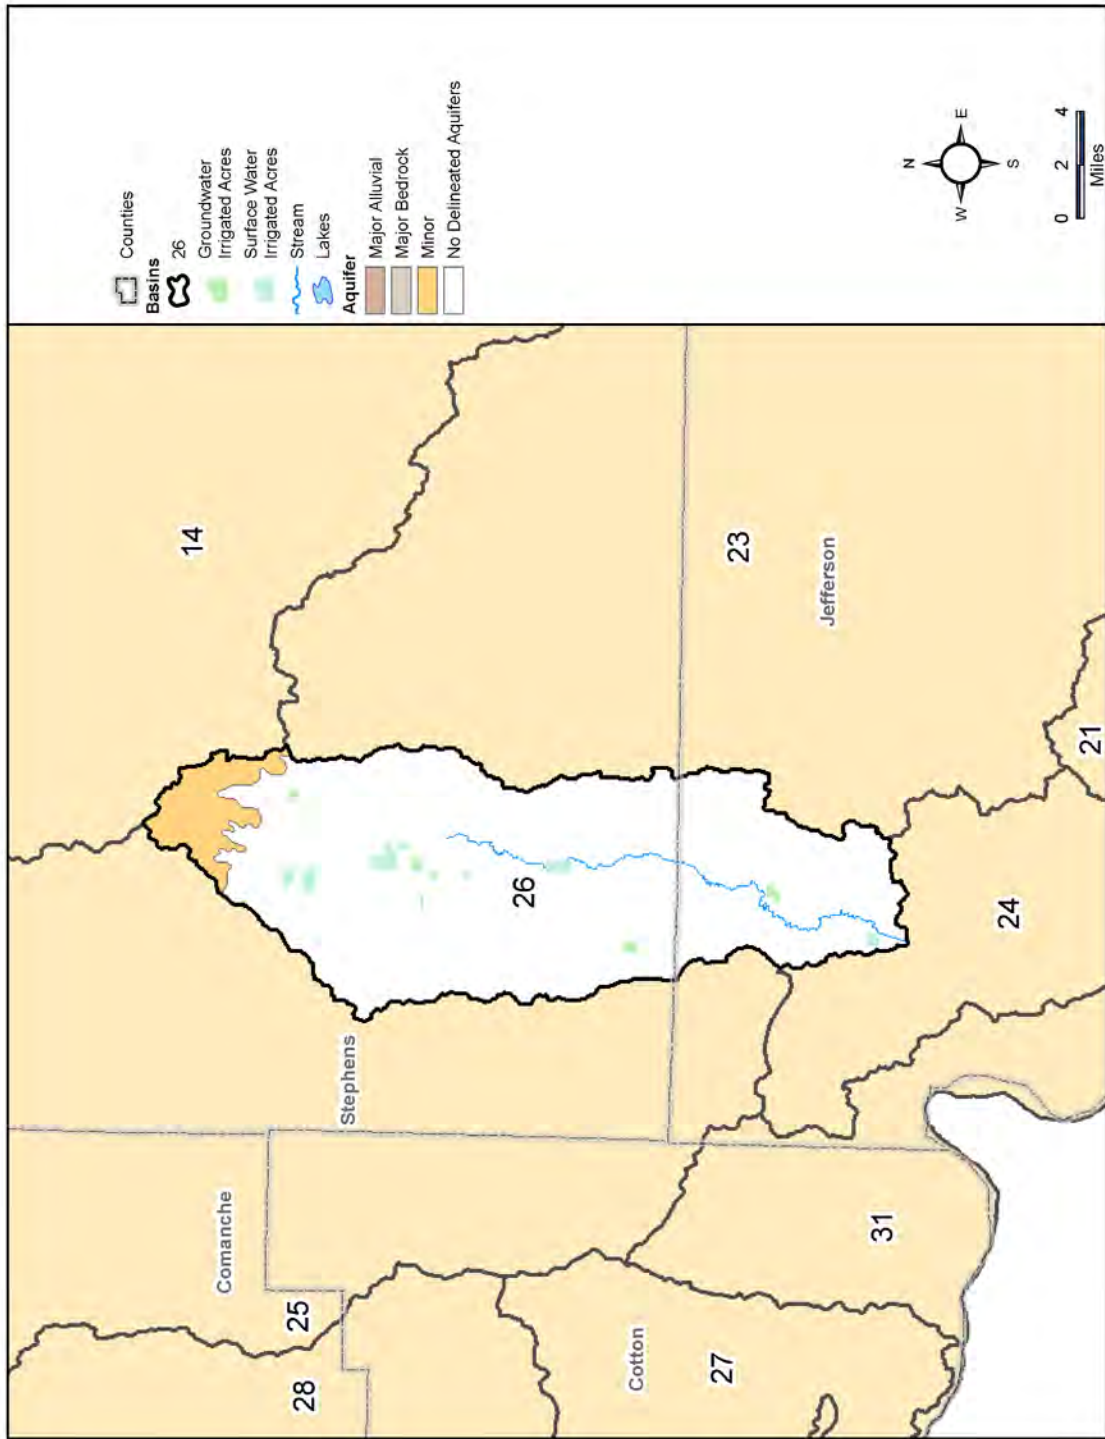 Counties
Basins
26
Groundwater
Irrigated Acres
Surface Water
Irrigated Acres
Stream
Lakes
Aquifer
Major Alluvial
Major Bedrock
Minor
No Delineated Aquifers
N
W
E
S
0 2 4
Miles
14
23
Jefferson
21
26
24
Stephens
Comanche
25
28
Cotton
27
31